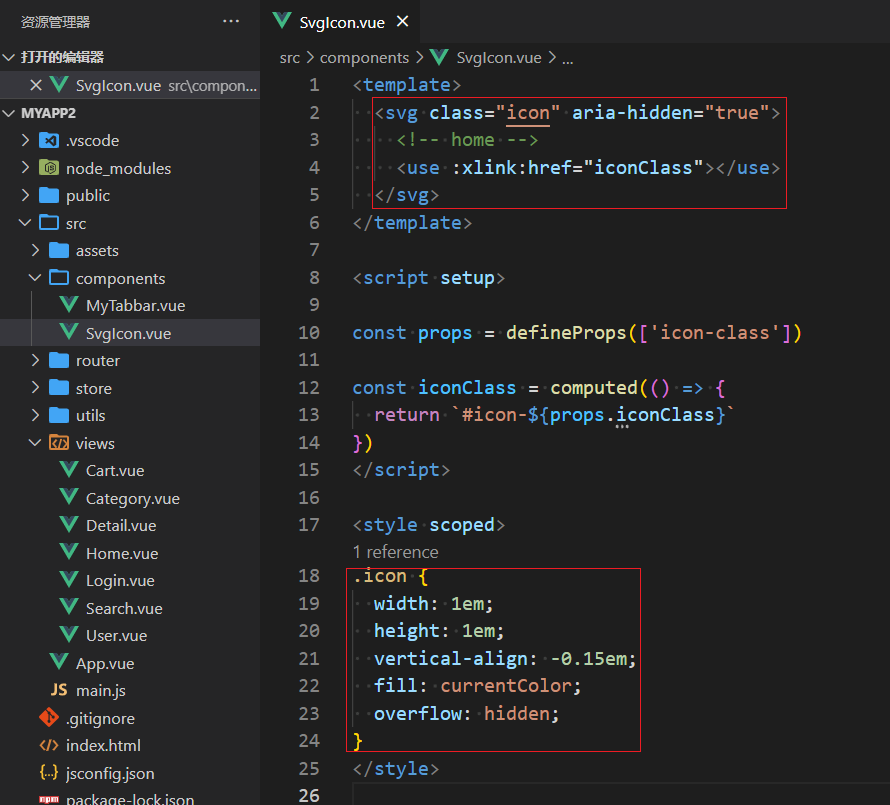 资源管理器 ...
打开的编辑器
SvgIcon.vue src\compon...
MYAPP2
.vscode
node_modules
public
src
assets
components
MyTabbar.vue
SvgIcon.vue
router
store
utils
views
Cart.vue
Category.vue
Detail.vue
Home.vue
Login.vue
Search.vue
User.vue
App.vue
JS main.js
.gitignore
index.html
jsconfig.json
npm package-lock.json
SvgIcon.vue
src > components > SvgIcon.vue > ...
1 <template>
2 <svg class="icon" aria-hidden="true">
3 <!-- home -->
4 <use :xlink:href="iconClass"></use>
5 </svg>
6 </template>
7
8 <script setup>
9
10 const props = defineProps(['icon-class'])
11
12 const iconClass = computed(() => {
13 return `#icon-${props.iconClass}`
14 })
15 </script>
16
17 <style scoped>
1 reference
18 .icon {
19 width: 1em;
20 height: 1em;
21 vertical-align: -0.15em;
22 fill: currentColor;
23 overflow: hidden;
24 }
25 </style>
26